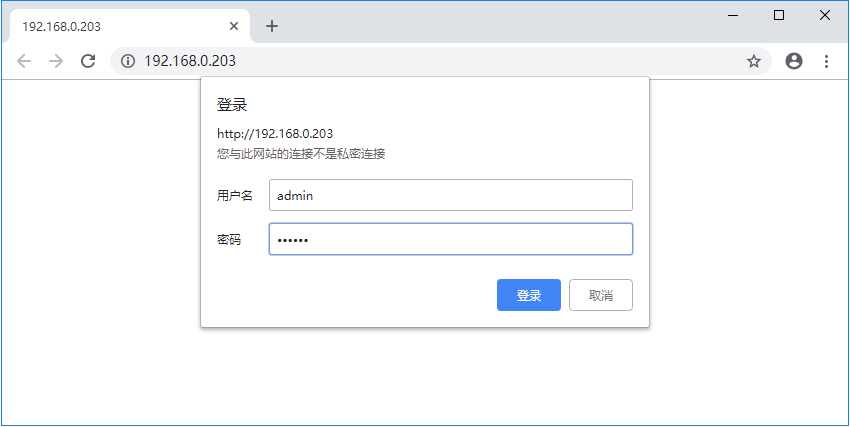 192.168.0.203
192.168.0.203
登录
http://192.168.0.203
您与此网站的连接不是私密连接
用户名 admin
密码 ••••••
登录 取消